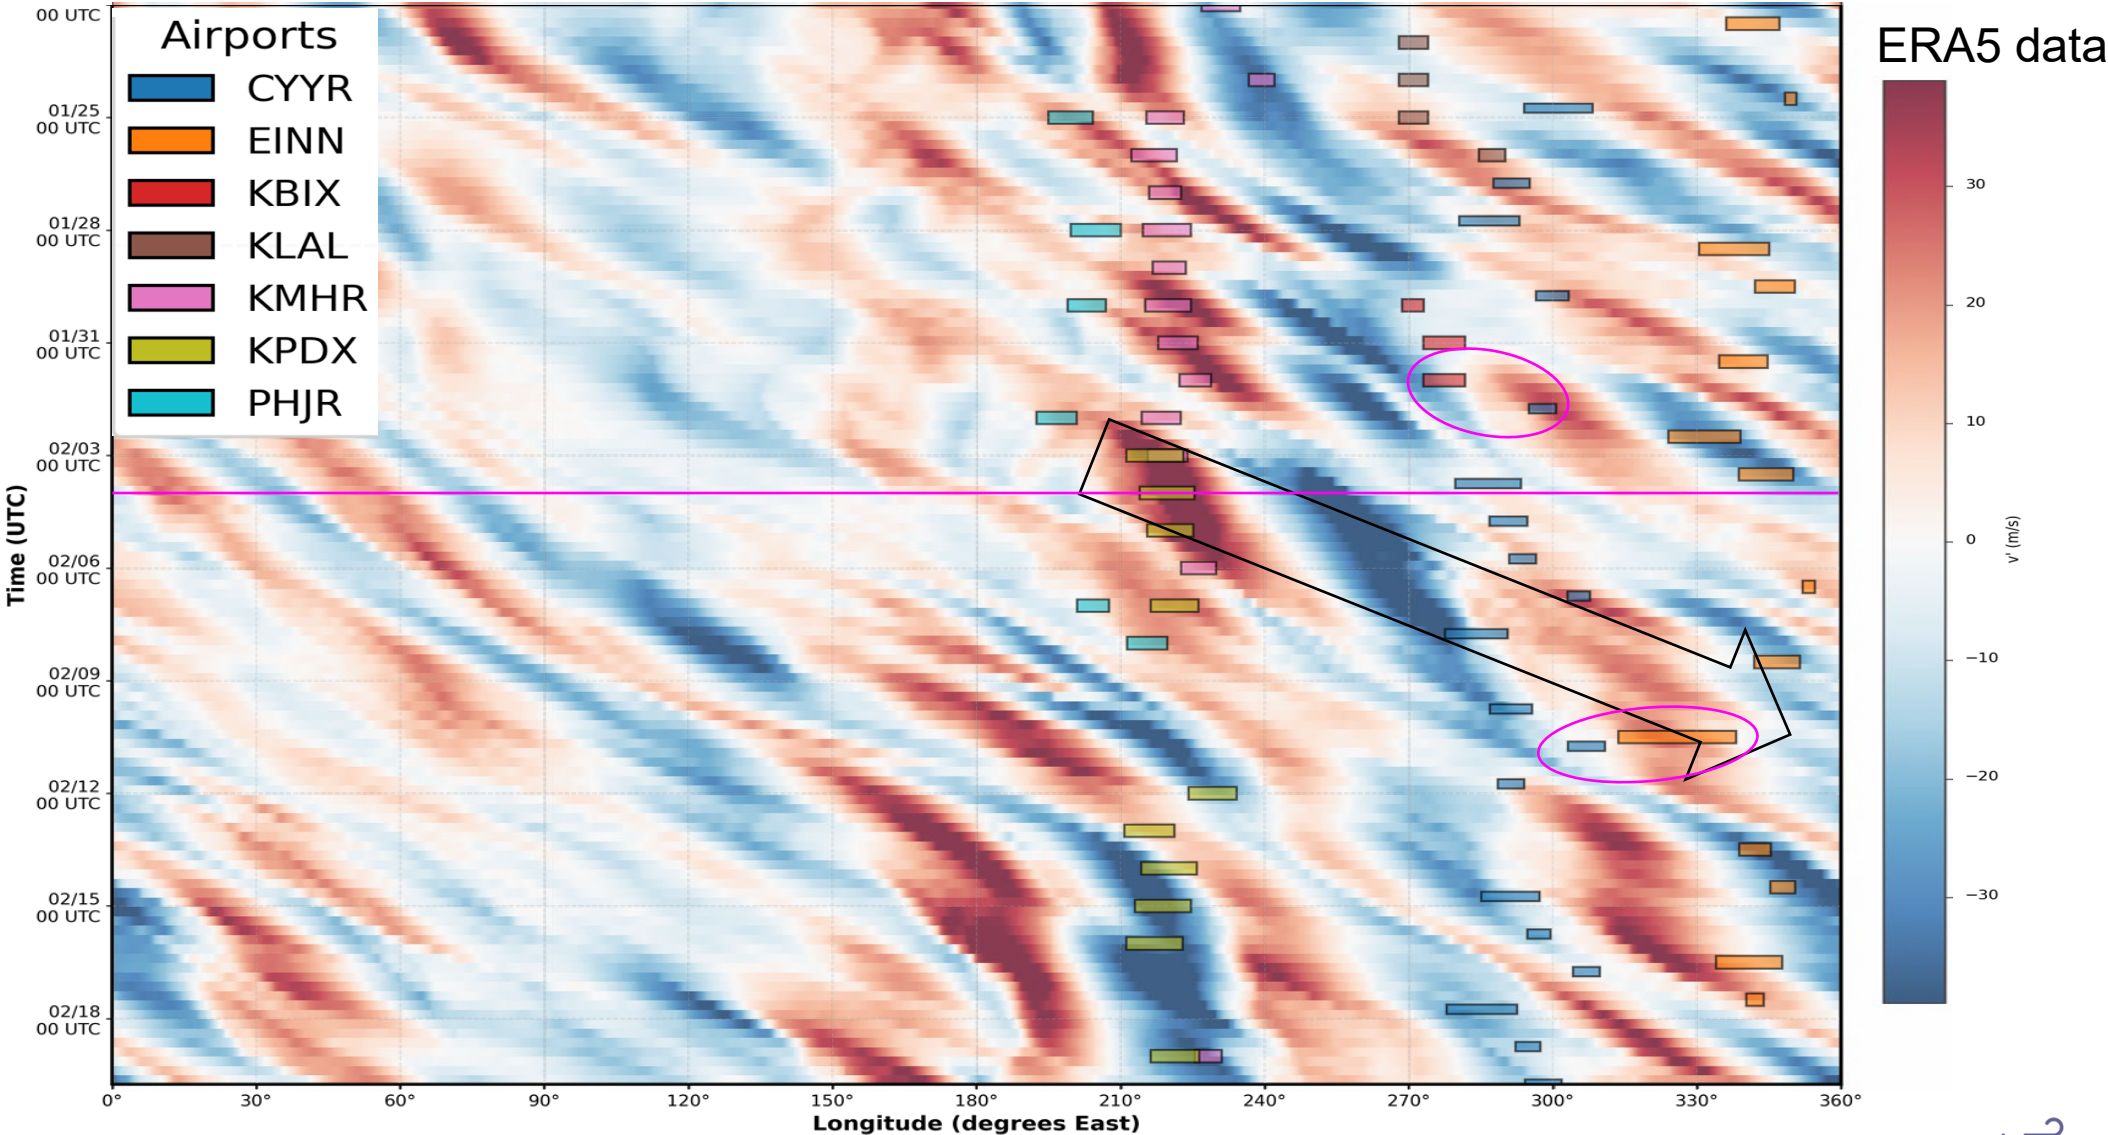 00 UTC
01/25
00 UTC
01/28
00 UTC
01/31
00 UTC
02/03
00 UTC
02/06
00 UTC
02/09
00 UTC
02/12
00 UTC
02/15
00 UTC
02/18
00 UTC
Time (UTC)
Airports
CYYR
EINN
KBIX
KLAL
KMHR
KPDX
PHJR
0°
30°
60°
90°
120°
150°
180°
210°
240°
270°
300°
330°
360°
Longitude (degrees East)
ERA5 data
30
20
10
0
−10
−20
−30
v' (m/s)